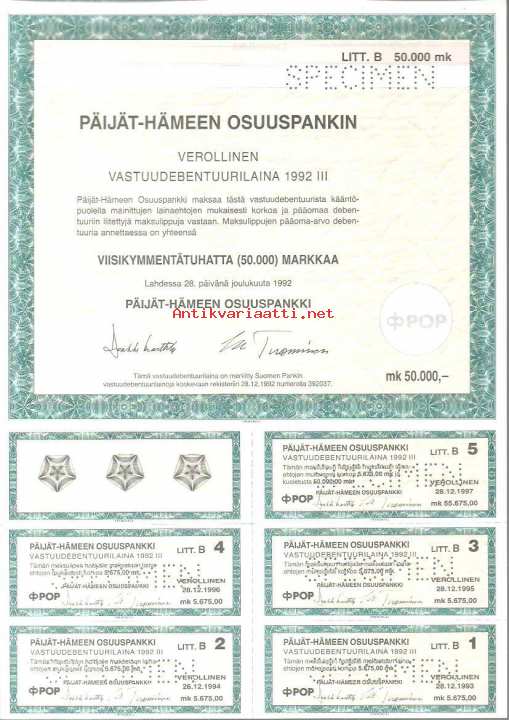 LITT. B 50.000 mk
SPECIMEN
PÄIJÄT-HÄMEEN OSUUSPANKIN
VEROLLINEN
VASTUUDEBENTUURILAINA 1992 III
Päijät-Hämeen Osuuspankki maksaa tästä vastuudebentuurista kääntö-
puolella mainittujen lainaehtojen mukaisesti korkoa ja pääomaa deben-
tuuriin liitettyjä maksulippuja vastaan. Maksulippujen pääoma-arvo deben-
tuuria annettaessa on yhteensä
VIISIKYMMENTÄTUHATTA (50.000) MARKKAA
Lahdessa 28. päivänä joulukuuta 1992
PÄIJÄT-HÄMEEN OSUUSPANKKI
Antikvariaatti.net
POP
Tämä vastuudebentuurilaina on merkitty Suomen Pankin
vastuudebentuurilainoja koskevaan rekisteriin 28.12.1992 numerolla 392037.
mk 50.000,–
PÄIJÄT-HÄMEEN OSUUSPANKKI LITT. B 5
VASTUUDEBENTUURILAINA 1992 III
VEROLLINEN
PÄIJÄT-HÄMEEN OSUUSPANKKI 28.12.1997
POP mk 55.675,00
PÄIJÄT-HÄMEEN OSUUSPANKKI LITT. B 4
VASTUUDEBENTUURILAINA 1992 III
VEROLLINEN
PÄIJÄT-HÄMEEN OSUUSPANKKI 28.12.1996
POP mk 5.675,00
PÄIJÄT-HÄMEEN OSUUSPANKKI LITT. B 3
VASTUUDEBENTUURILAINA 1992 III
VEROLLINEN
PÄIJÄT-HÄMEEN OSUUSPANKKI 28.12.1995
POP mk 5.675,00
PÄIJÄT-HÄMEEN OSUUSPANKKI LITT. B 2
VASTUUDEBENTUURILAINA 1992 III
VEROLLINEN
28.12.1994
POP mk 5.675,00
PÄIJÄT-HÄMEEN OSUUSPANKKI LITT. B 1
VASTUUDEBENTUURILAINA 1992 III
VEROLLINEN
28.12.1993
POP mk 5.675,00